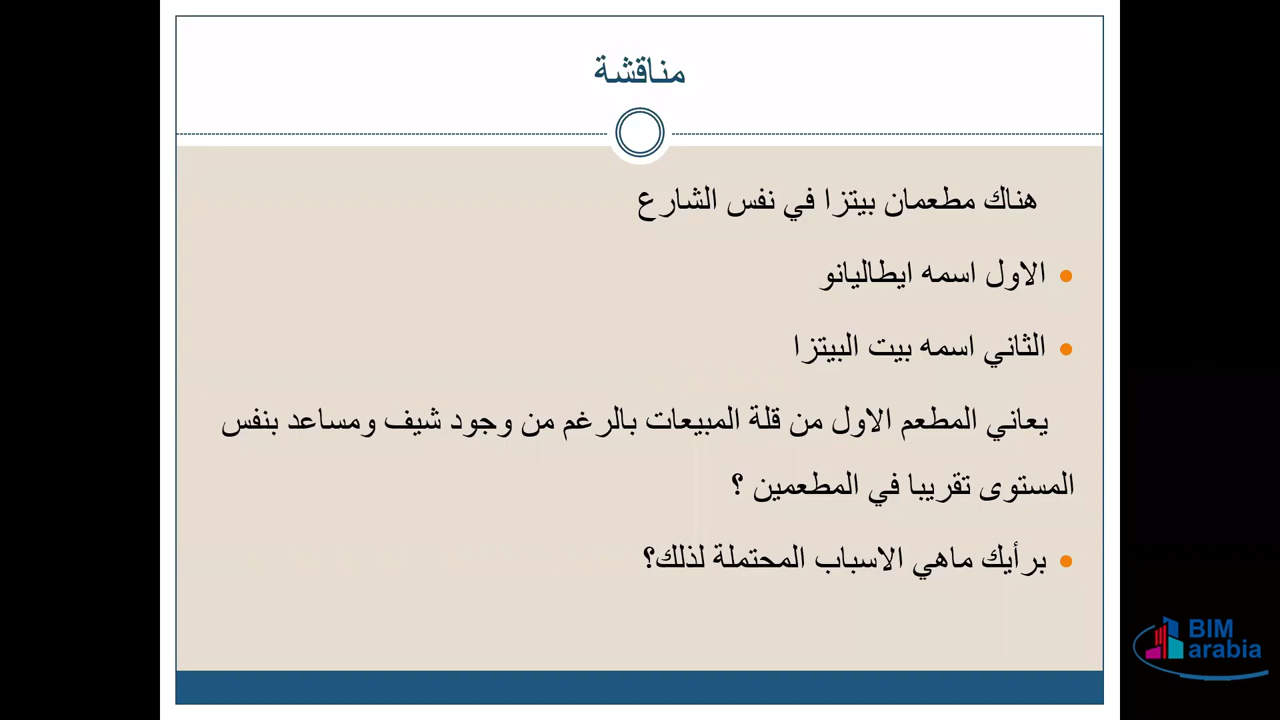 مناقشة
هناك مطعمان بيتزا في نفس الشارع
الاول اسمه ايطاليانو
الثاني اسمه بيت البيتزا
يعاني المطعم الاول من قلة المبيعات بالرغم من وجود شيف ومساعد بنفس
المستوى تقريبا في المطعمين ؟
برأيك ماهي الاسباب المحتملة لذلك؟
BIM
arabia